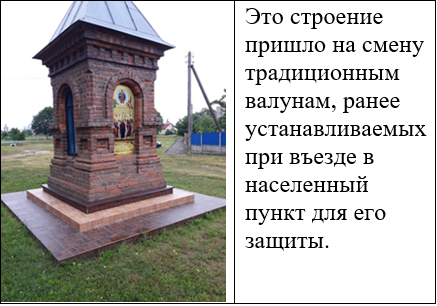 Это строение
пришло на смену
традиционным
валунам, ранее
устанавливаемых
при въезде в
населенный
пункт для его
защиты.